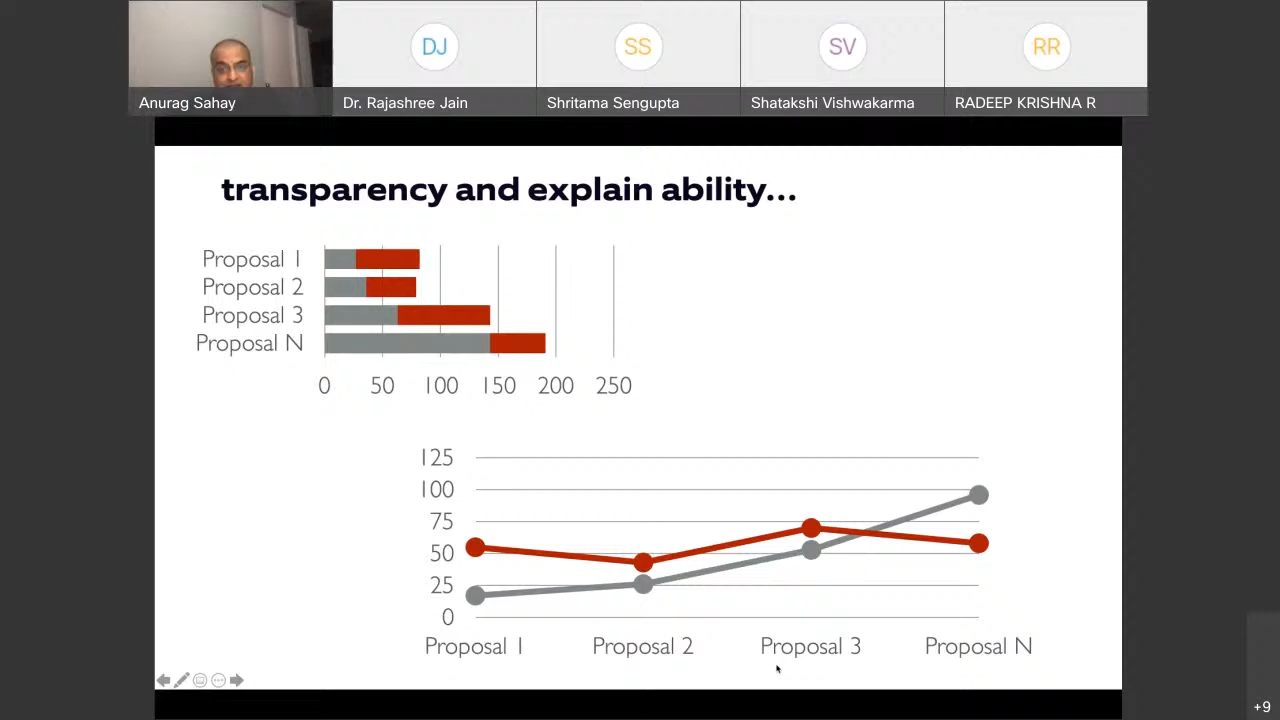 DJ
SS
SV
RR
Anurag Sahay
Dr. Rajashree Jain
Shritama Sengupta
Shatakshi Vishwakarma
RADEEP KRISHNA R
transparency and explain ability...
Proposal 1
Proposal 2
Proposal 3
Proposal N
0 50 100 150 200 250
125
100
75
50
25
0
Proposal 1 Proposal 2 Proposal 3 Proposal N
+9